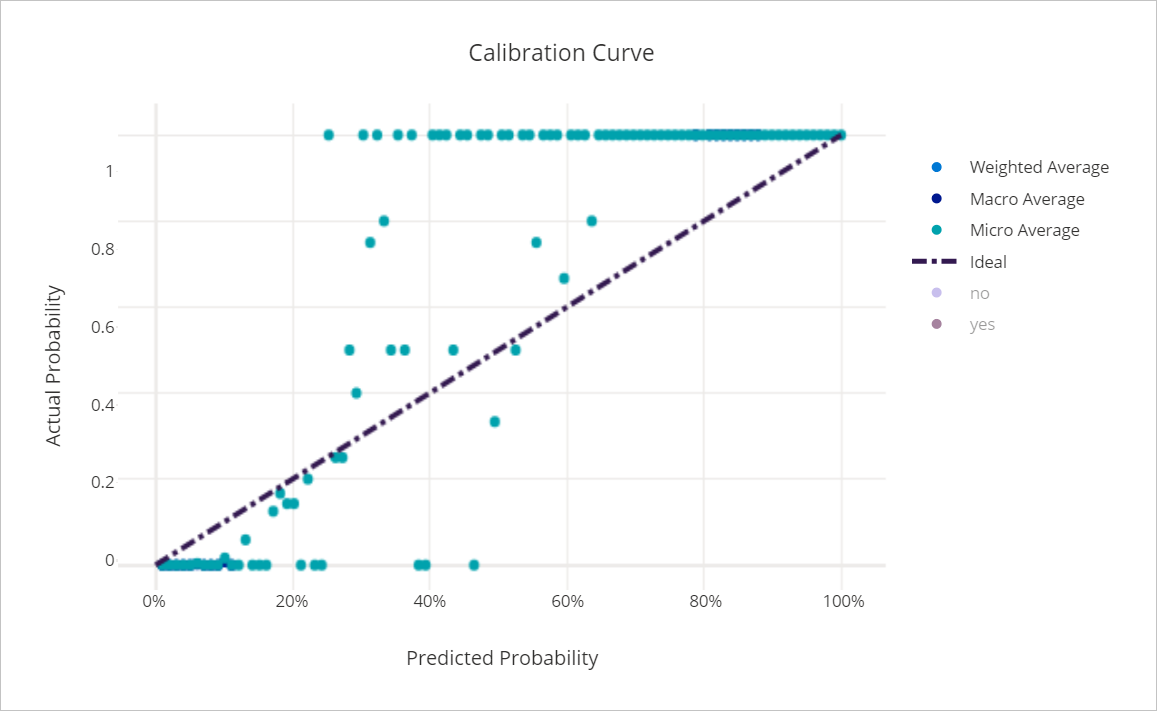 Calibration Curve
Actual Probability
1
0.8
0.6
0.4
0.2
0
0%
20%
40%
60%
80%
100%
Predicted Probability
Weighted Average
Macro Average
Micro Average
Ideal
no
yes